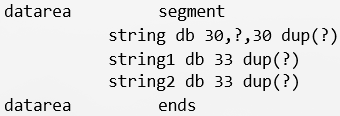 datarea segment
string db 30,?,30 dup(?)
string1 db 33 dup(?)
string2 db 33 dup(?)
datarea ends